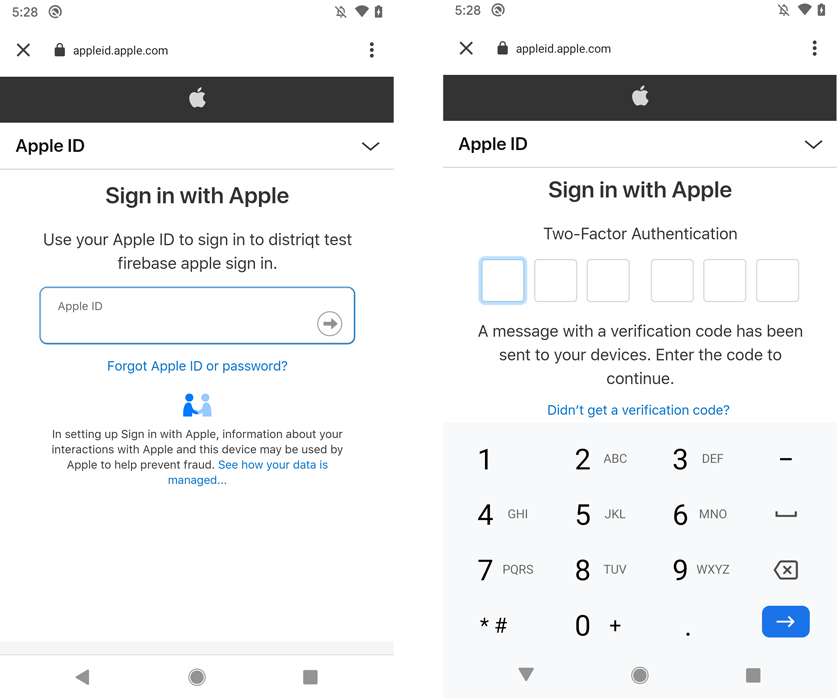 5:28
appleid.apple.com
Apple ID
Sign in with Apple
Use your Apple ID to sign in to distriqt test
firebase apple sign in.
Apple ID
Forgot Apple ID or password?
In setting up Sign in with Apple, information about your
interactions with Apple and this device may be used by
Apple to help prevent fraud. See how your data is
managed...
5:28
appleid.apple.com
Apple ID
Sign in with Apple
Two-Factor Authentication
A message with a verification code has been
sent to your devices. Enter the code to
continue.
Didn't get a verification code?
1 2 ABC 3 DEF –
4 GHI 5 JKL 6 MNO
7 PQRS 8 TUV 9 WXYZ
* # 0 + .